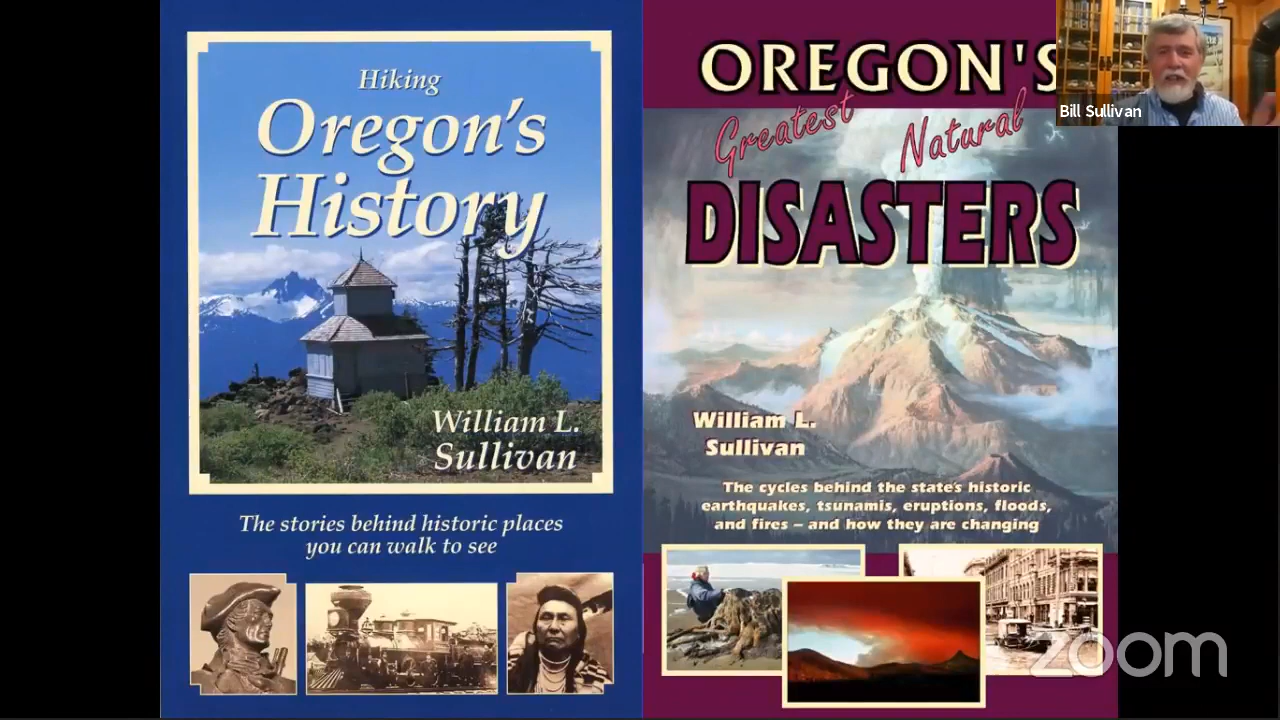 Hiking
Oregon's
History
William L.
Sullivan
The stories behind historic places
you can walk to see
OREGON'S
Greatest Natural
DISASTERS
William L.
Sullivan
The cycles behind the state's historic
earthquakes, tsunamis, eruptions, floods,
and fires – and how they are changing
Bill Sullivan
zoom